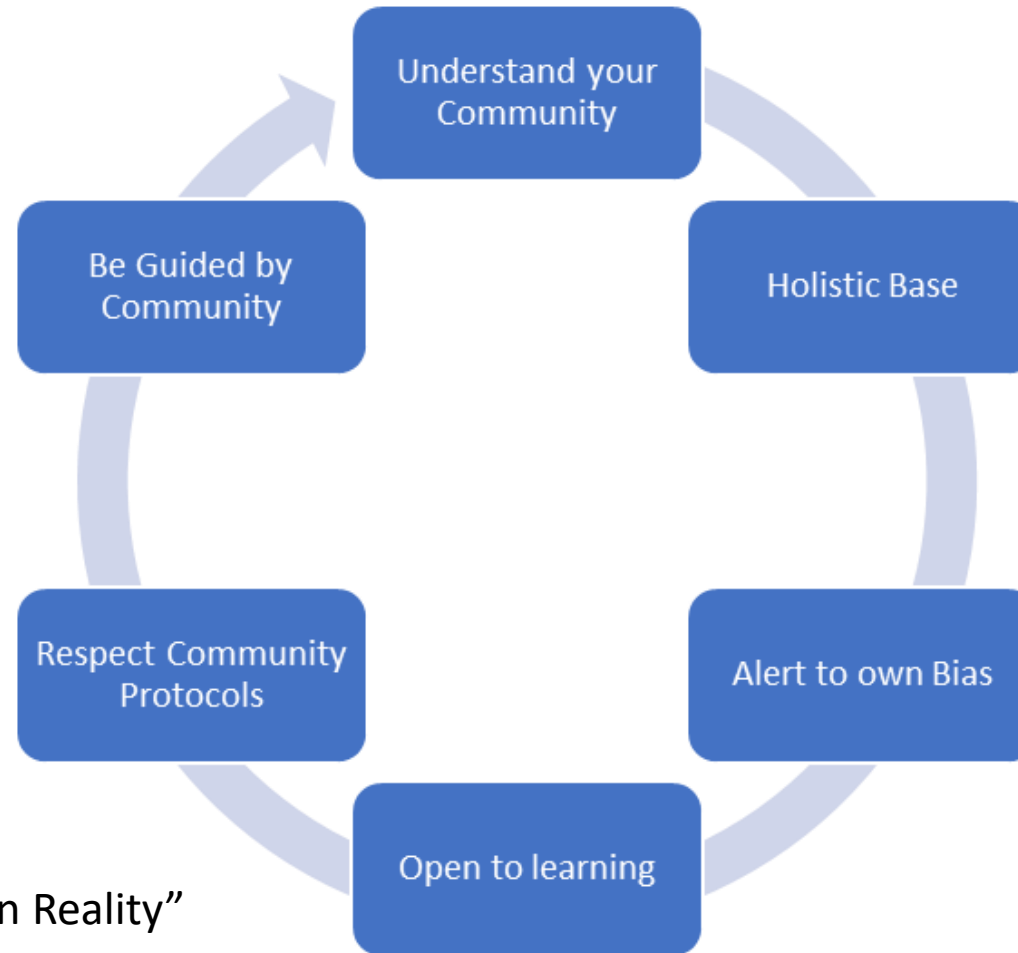 Understand your
Community
Holistic Base
Alert to own Bias
Open to learning
Respect Community
Protocols
Be Guided by
Community
n Reality”